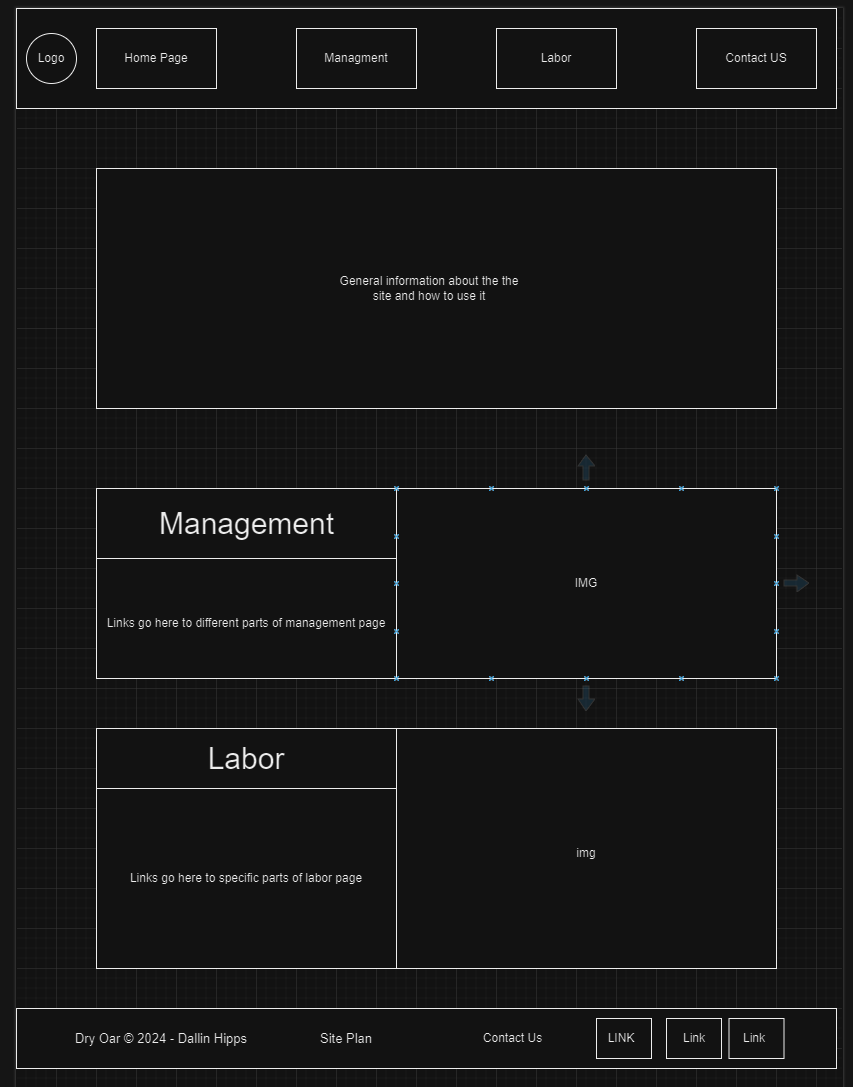 Logo
Home Page
Managment
Labor
Contact US
General information about the the
site and how to use it
Management
IMG
Links go here to different parts of management page
Labor
img
Links go here to specific parts of labor page
Dry Oar © 2024 - Dallin Hipps
Site Plan
Contact Us
LINK
Link
Link